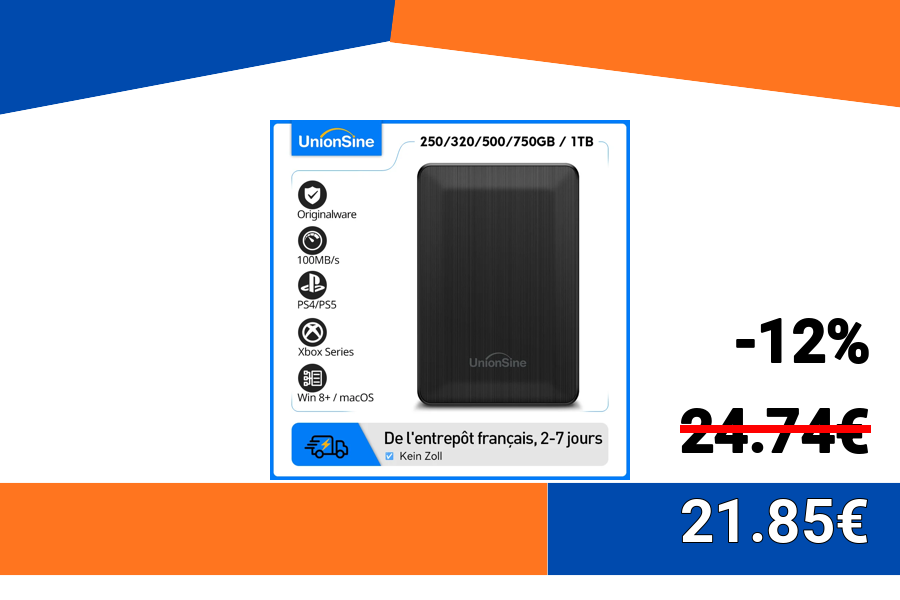 UnionSine
250/320/500/750GB / 1TB
Originalware
100MB/s
PS4/PS5
Xbox Series
Win 8+ / macOS
UnionSine
De l'entrepôt français, 2-7 jours
Kein Zoll
-12%
24.74€
21.85€